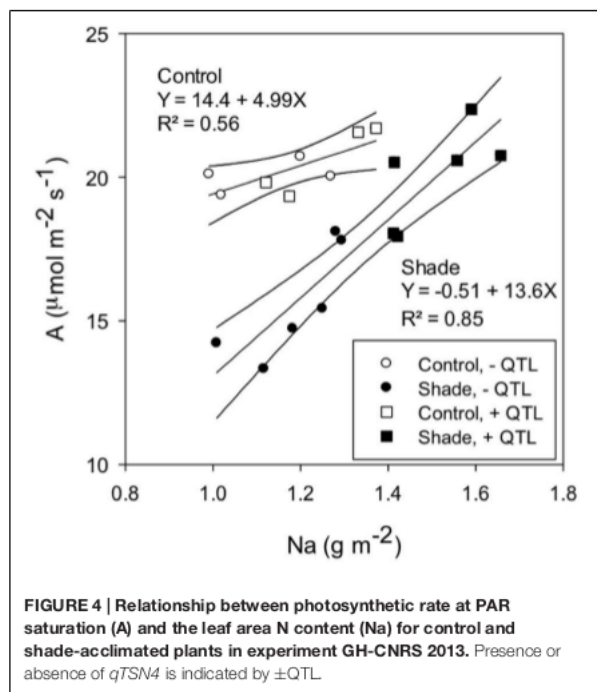 25
20
15
10
A (μmol m⁻² s⁻¹)
Control
Y = 14.4 + 4.99X
R² = 0.56
Shade
Y = -0.51 + 13.6X
R² = 0.85
Control, - QTL
Shade, - QTL
Control, + QTL
Shade, + QTL
0.8 1.0 1.2 1.4 1.6 1.8
Na (g m⁻²)
FIGURE 4 | Relationship between photosynthetic rate at PAR
saturation (A) and the leaf area N content (Na) for control and
shade-acclimated plants in experiment GH-CNRS 2013. Presence or
absence of qTSN4 is indicated by ±QTL.